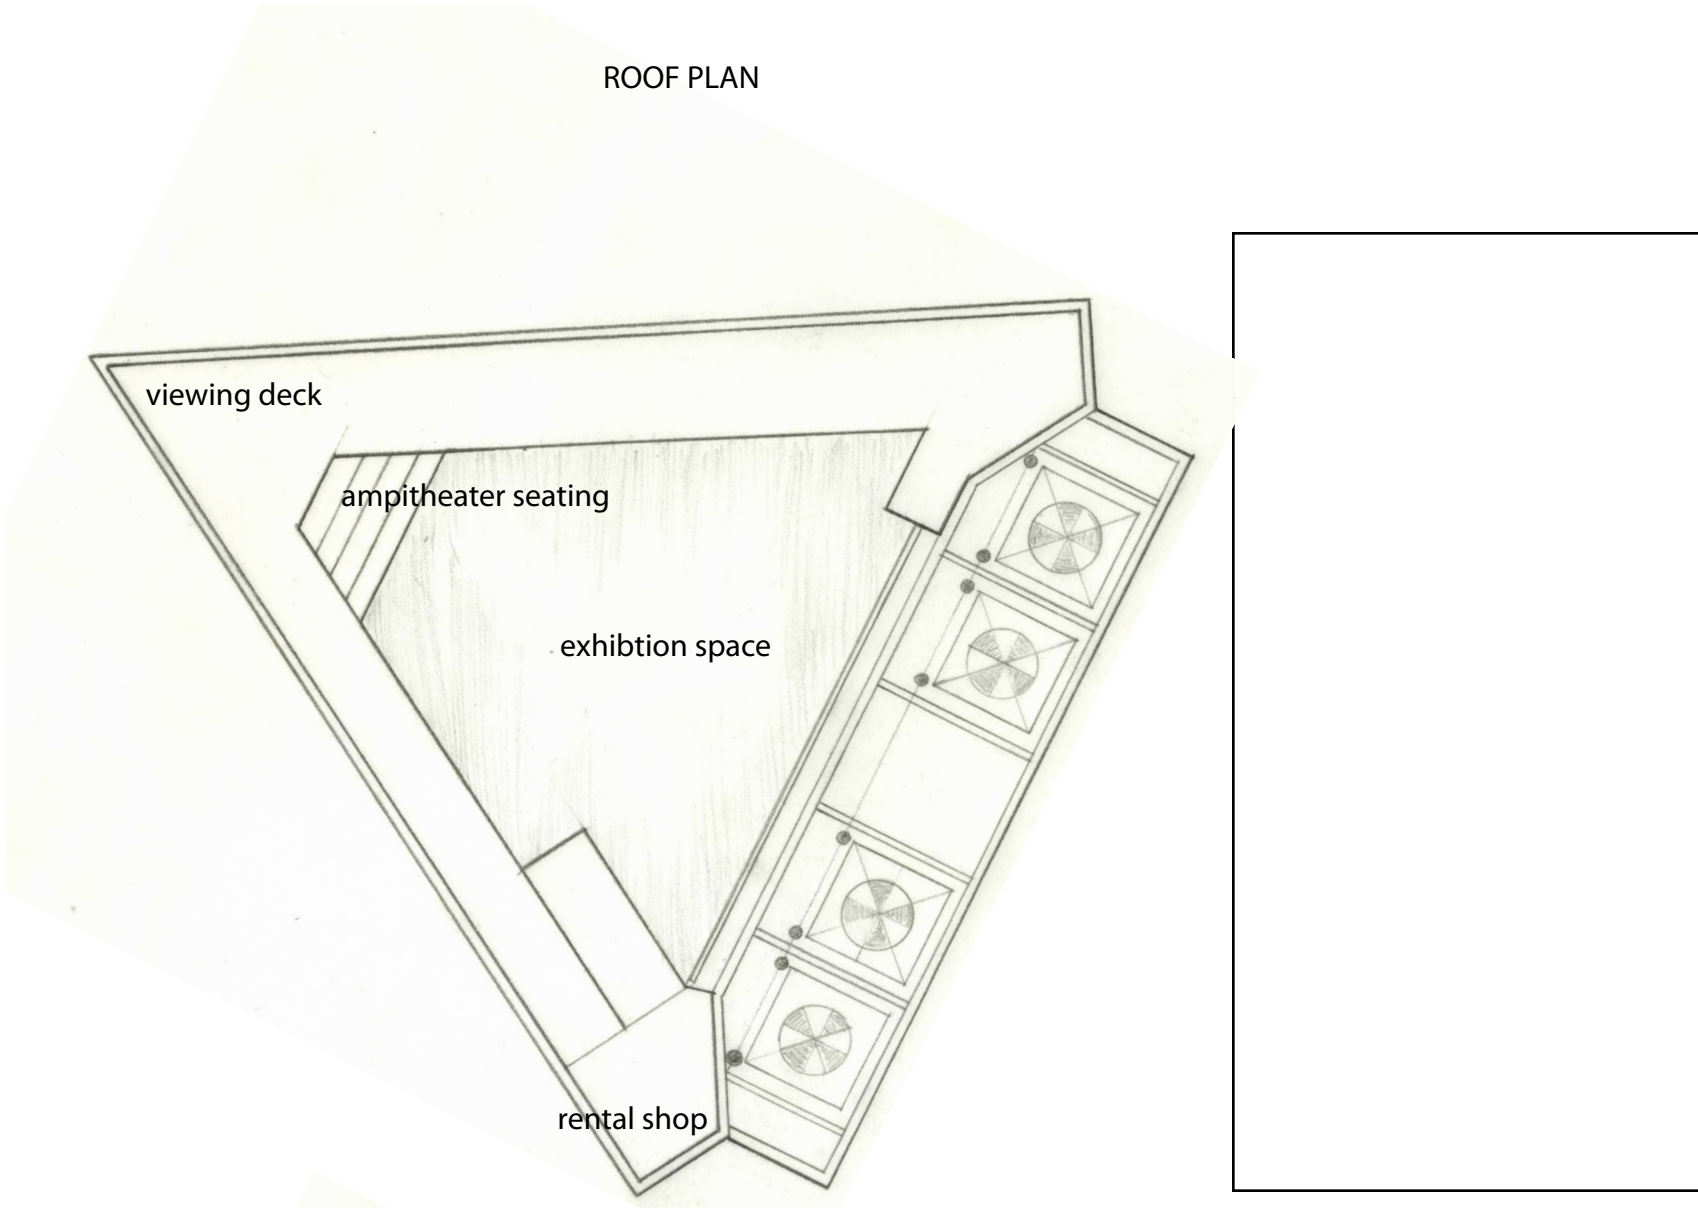 ROOF PLAN
viewing deck
ampitheater seating
exhibtion space
rental shop